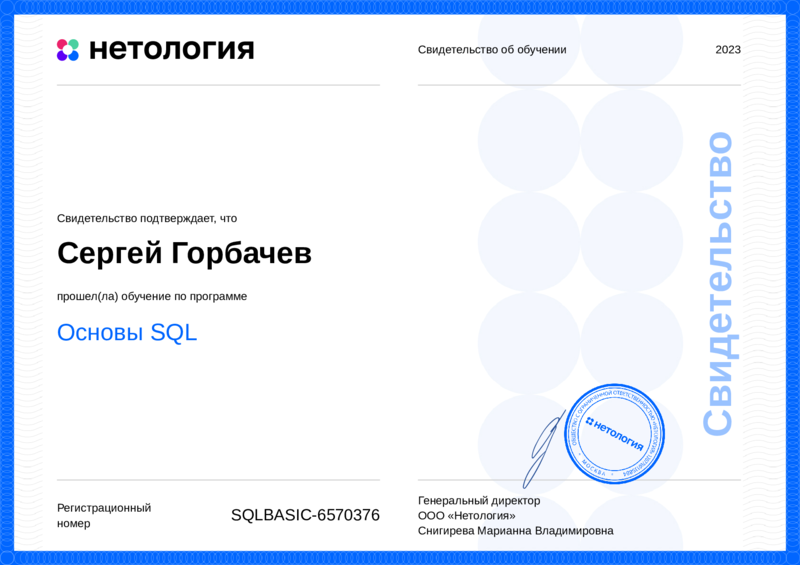 нетология
Свидетельство об обучении
2023
Свидетельство подтверждает, что
Сергей Горбачев
прошел(ла) обучение по программе
Основы SQL
Свидетельство
нетология
МОСКВА
Регистрационный
номер
SQLBASIC-6570376
Генеральный директор
ООО «Нетология»
Снигирева Марианна Владимировна